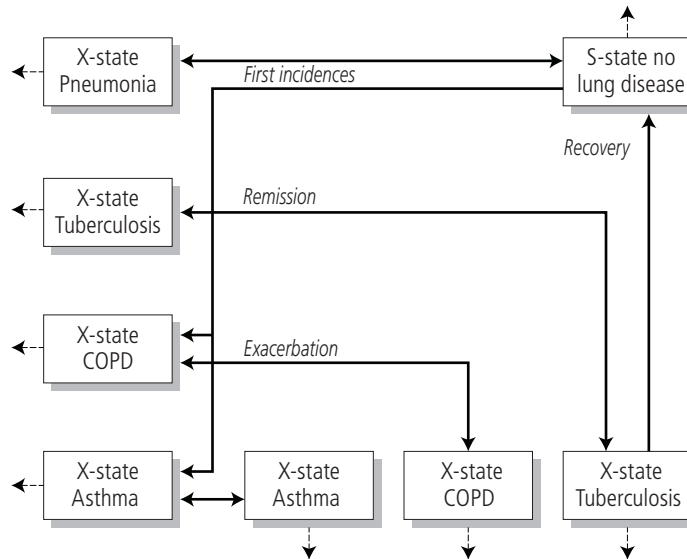 X-state
Pneumonia
First incidences
S-state no
lung disease
Recovery
X-state
Tuberculosis
Remission
X-state
COPD
Exacerbation
X-state
Asthma
X-state
Asthma
X-state
COPD
X-state
Tuberculosis